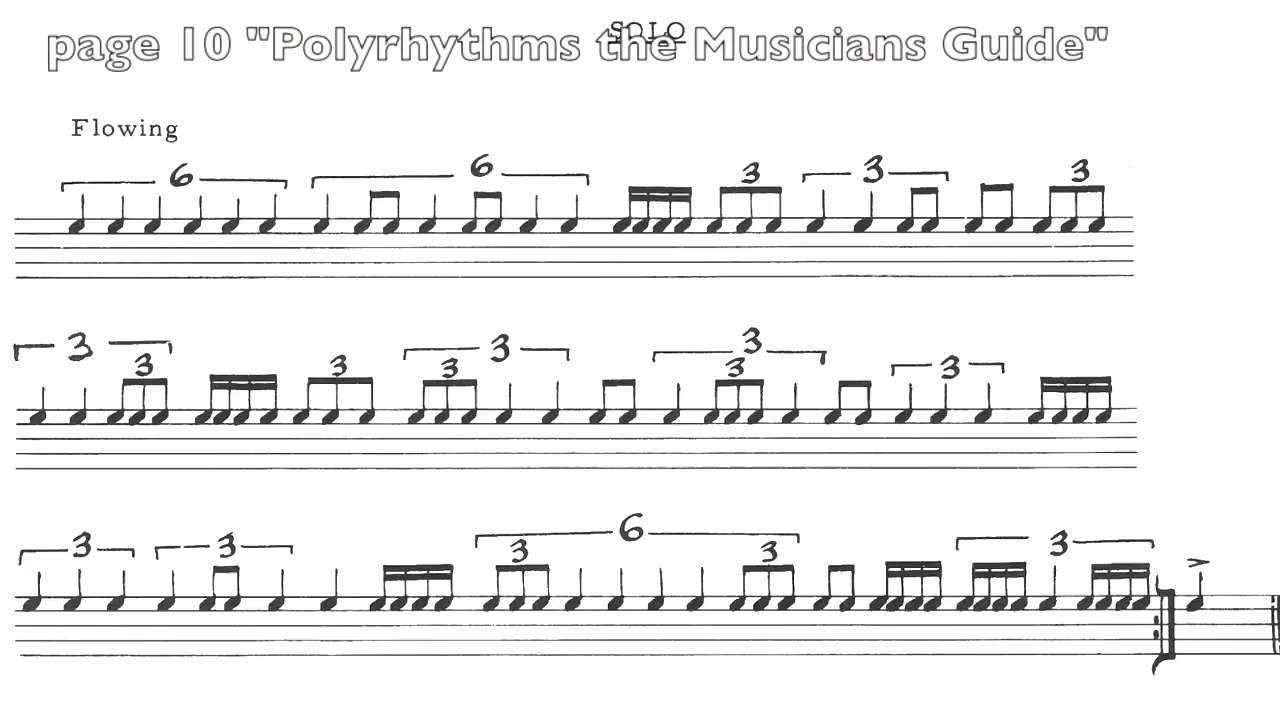 SOLO
page 10 "Polyrhythms the Musicians Guide"
Flowing
6 6 3 3 3
3 3 3 3 3 3 3 3
3 3 6 3 3 3